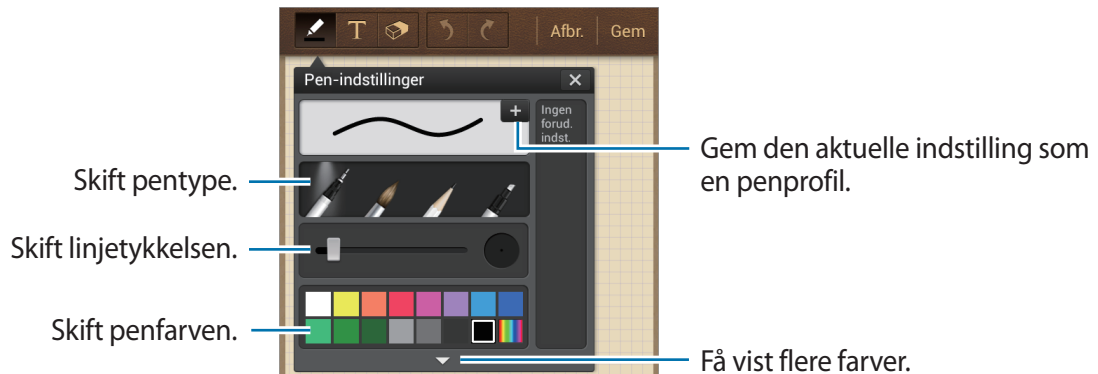 T
Afbr.
Gem
Pen-indstillinger
Ingen
forud.
indst.
Gem den aktuelle indstilling som
en penprofil.
Skift pentype.
Skift linjetykkelsen.
Skift penfarven.
Få vist flere farver.